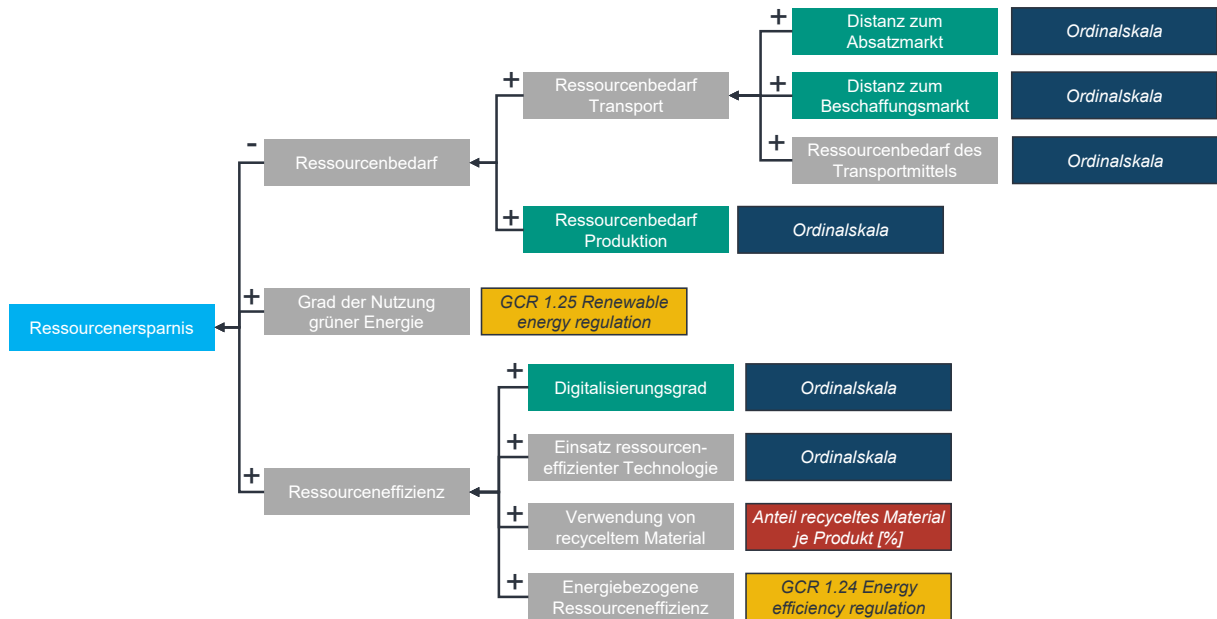 +
Distanz zum
Absatzmarkt
Ordinalskala
+
Ressourcenbedarf
Transport
+
Distanz zum
Beschaffungsmarkt
Ordinalskala
-
Ressourcenbedarf
+
Ressourcenbedarf des
Transportmittels
Ordinalskala
+
Ressourcenbedarf
Produktion
Ordinalskala
Ressourcenersparnis
+
Grad der Nutzung
grüner Energie
GCR 1.25 Renewable
energy regulation
+
Digitalisierungsgrad
Ordinalskala
+
Einsatz ressourcen-
effizienter Technologie
Ordinalskala
+
Ressourceneffizienz
+
Verwendung von
recyceltem Material
Anteil recyceltes Material
je Produkt [%]
+
Energiebezogene
Ressourceneffizienz
GCR 1.24 Energy
efficiency regulation